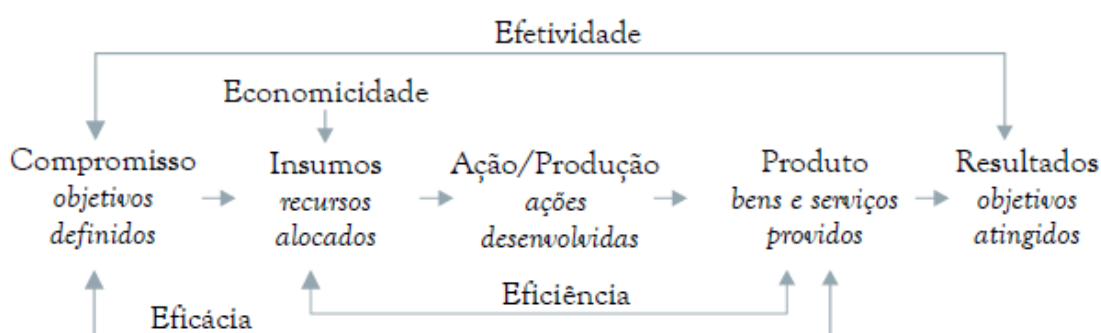 Efetividade
Economicidade
Compromisso
objetivos
definidos
Insumos
recursos
alocados
Ação/Produção
ações
desenvolvidas
Produto
bens e serviços
providos
Resultados
objetivos
atingidos
Eficiência
Eficácia